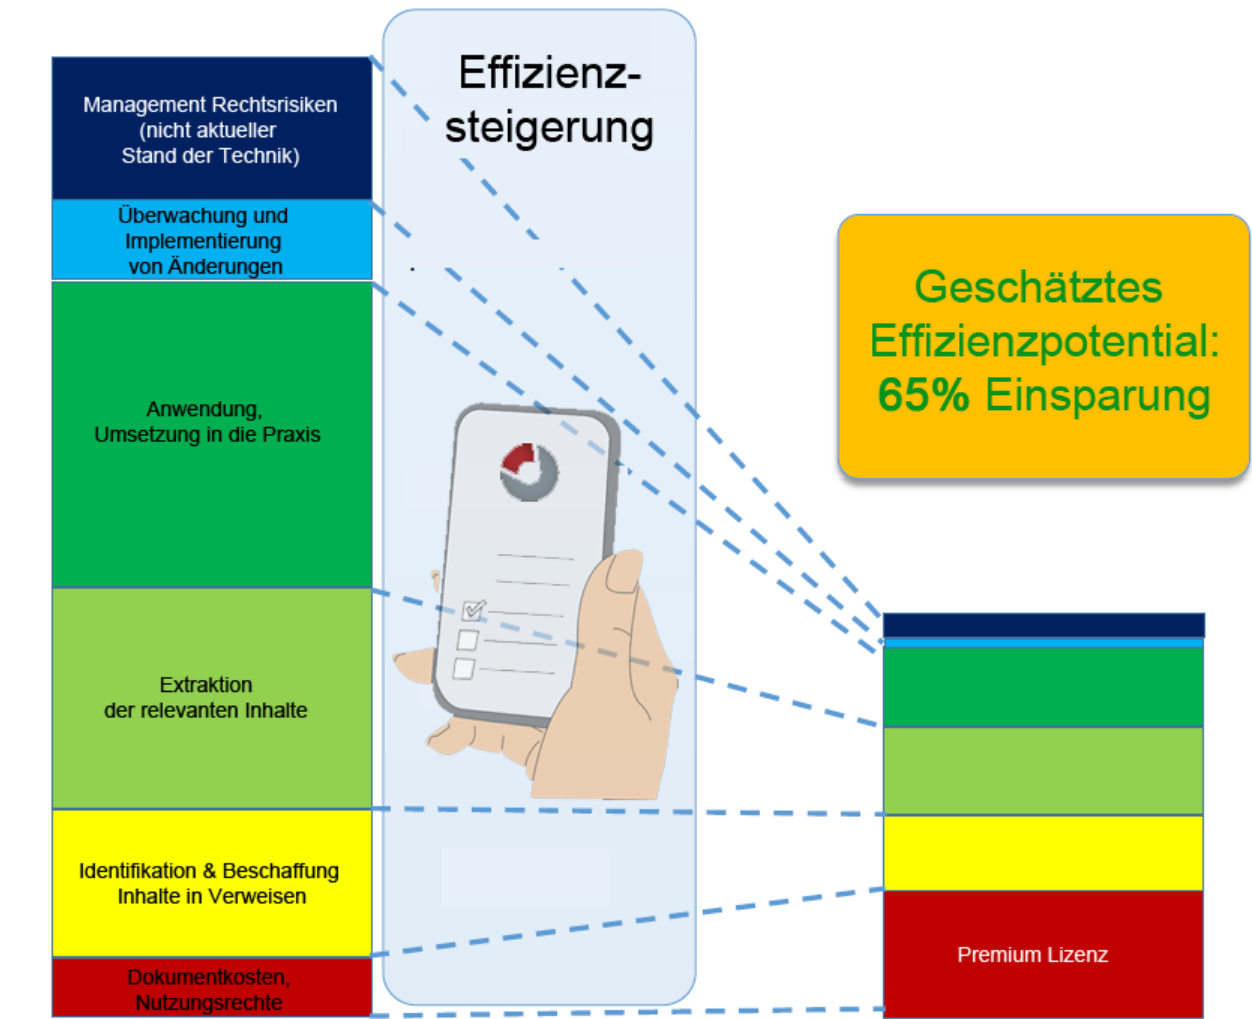 Effizienz-
steigerung
Management Rechtsrisiken
(nicht aktueller
Stand der Technik)
Überwachung und
Implementierung
von Änderungen
Anwendung,
Umsetzung in die Praxis
Extraktion
der relevanten Inhalte
Identifikation & Beschaffung
Inhalte in Verweisen
Dokumentkosten,
Nutzungsrechte
Geschätztes
Effizienzpotential:
65% Einsparung
Premium Lizenz